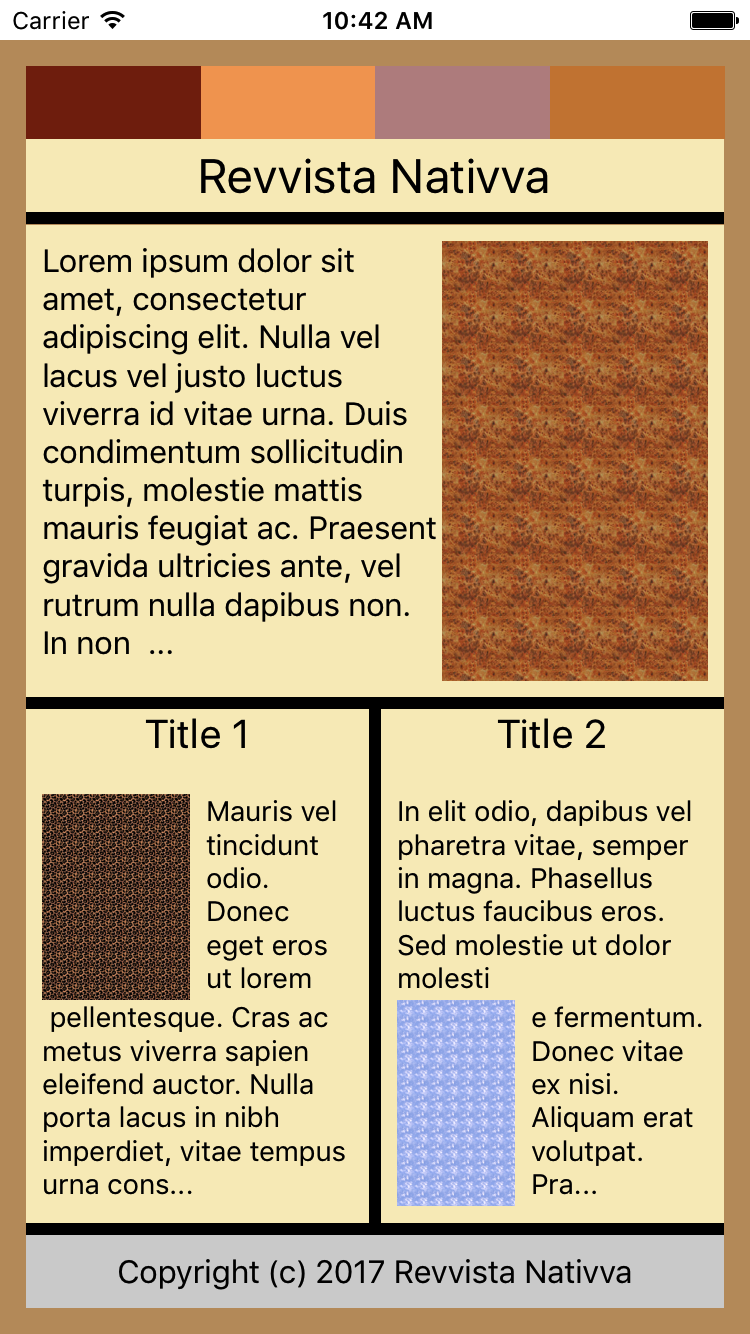 Carrier
10:42 AM
Revvista Nativva
Lorem ipsum dolor sit
amet, consectetur
adipiscing elit. Nulla vel
lacus vel justo luctus
viverra id vitae urna. Duis
condimentum sollicitudin
turpis, molestie mattis
mauris feugiat ac. Praesent
gravida ultricies ante, vel
rutrum nulla dapibus non.
In non ...
Title 1
Mauris vel
tincidunt
odio.
Donec
eget eros
ut lorem
pellentesque. Cras ac
metus viverra sapien
eleifend auctor. Nulla
porta lacus in nibh
imperdiet, vitae tempus
urna cons...
Title 2
In elit odio, dapibus vel
pharetra vitae, semper
in magna. Phasellus
luctus faucibus eros.
Sed molestie ut dolor
molesti
e fermentum.
Donec vitae
ex nisi.
Aliquam erat
volutpat.
Pra...
Copyright (c) 2017 Revvista Nativva